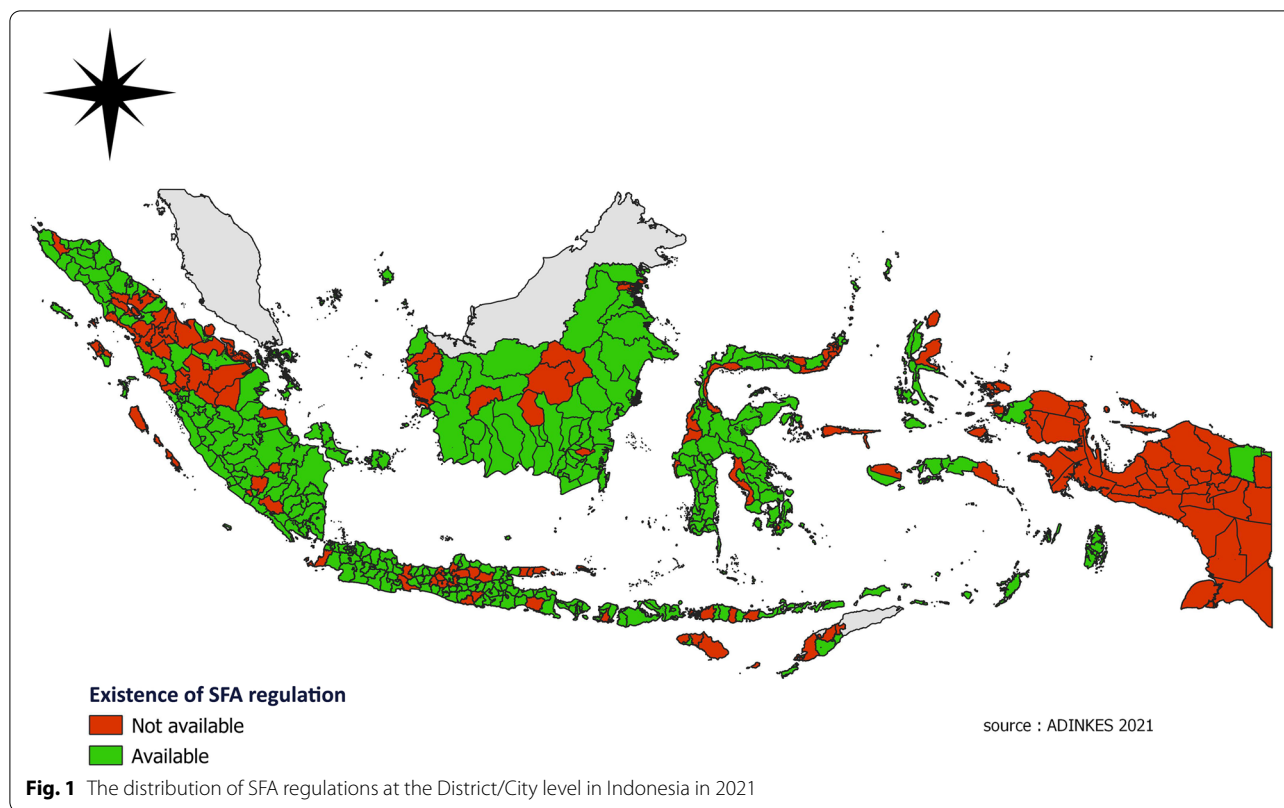 Existence of SFA regulation
Not available
Available
source : ADINKES 2021
Fig. 1 The distribution of SFA regulations at the District/City level in Indonesia in 2021